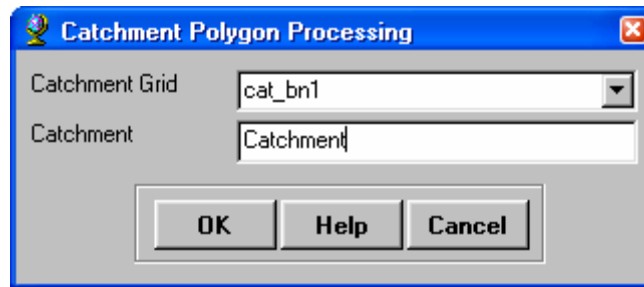 Catchment Polygon Processing
Catchment Grid cat_bn1
Catchment Catchment
OK Help Cancel